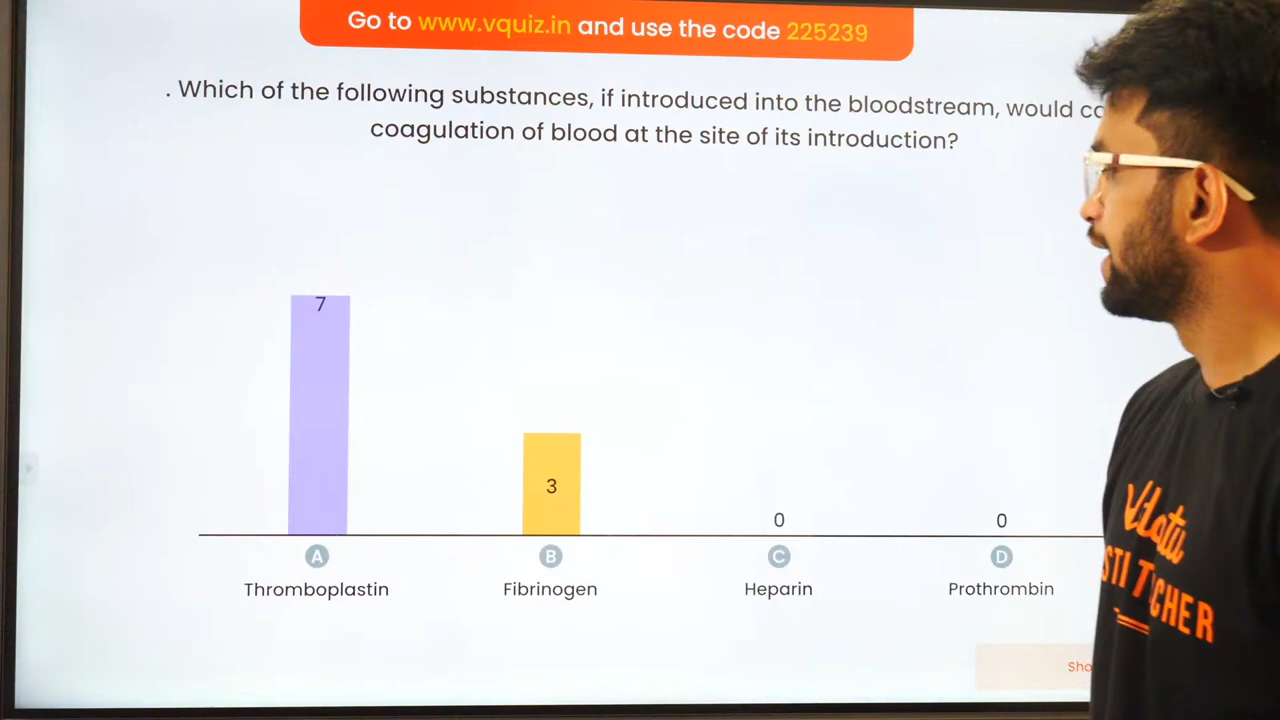 Go to www.vquiz.in and use the code 225239
. Which of the following substances, if introduced into the bloodstream, would
coagulation of blood at the site of its introduction?
7
3
0
0
A
B
C
D
Thromboplastin
Fibrinogen
Heparin
Prothrombin